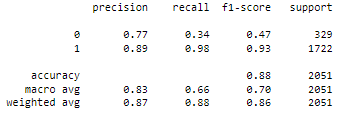 precision recall f1-score support
0 0.77 0.34 0.47 329
1 0.89 0.98 0.93 1722
accuracy 0.88 2051
macro avg 0.83 0.66 0.70 2051
weighted avg 0.87 0.88 0.86 2051